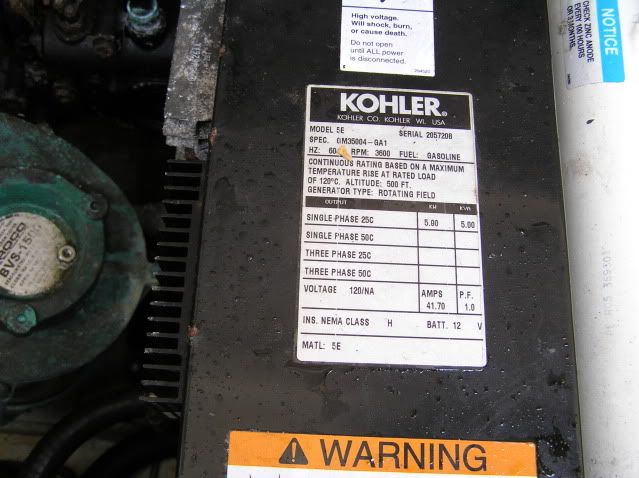 High voltage.
Will shock, burn,
or cause death.
Do not open
until ALL power
is disconnected.
NOTICE
CHECK ZINC ANODE
EVERY 100 HOURS
OR 3 MONTHS.
KOHLER®
KOHLER CO. KOHLER WI. USA
MODEL 5E SERIAL 2057208
SPEC. GM35004-GA1
HZ: 60 RPM: 3600 FUEL: GASOLINE
CONTINUOUS RATING BASED ON A MAXIMUM
TEMPERATURE RISE AT RATED LOAD
OF 120°C. ALTITUDE: 500 FT.
GENERATOR TYPE: ROTATING FIELD
OUTPUT KW KVA
SINGLE PHASE 25C 5.00 5.00
SINGLE PHASE 50C
THREE PHASE 25C
THREE PHASE 50C
VOLTAGE 120/NA AMPS P.F.
41.70 1.0
INS. NEMA CLASS H BATT. 12 V
MATL: 5E
WARNING